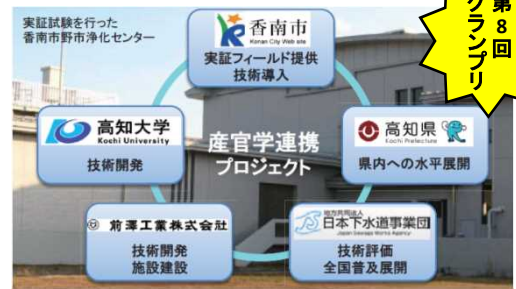 実証試験を行った
香南市野市浄化センター
第8回
グランプリ
香南市
Konan City Web site
実証フィールド提供
技術導入
高知大学
Kochi University
技術開発
産官学連携
プロジェクト
高知県
Kochi Prefecture
県内への水平展開
前澤工業株式会社
技術開発
施設建設
地方共同法人
日本下水道事業団
Japan Sewage Works Agency
技術評価
全国普及展開